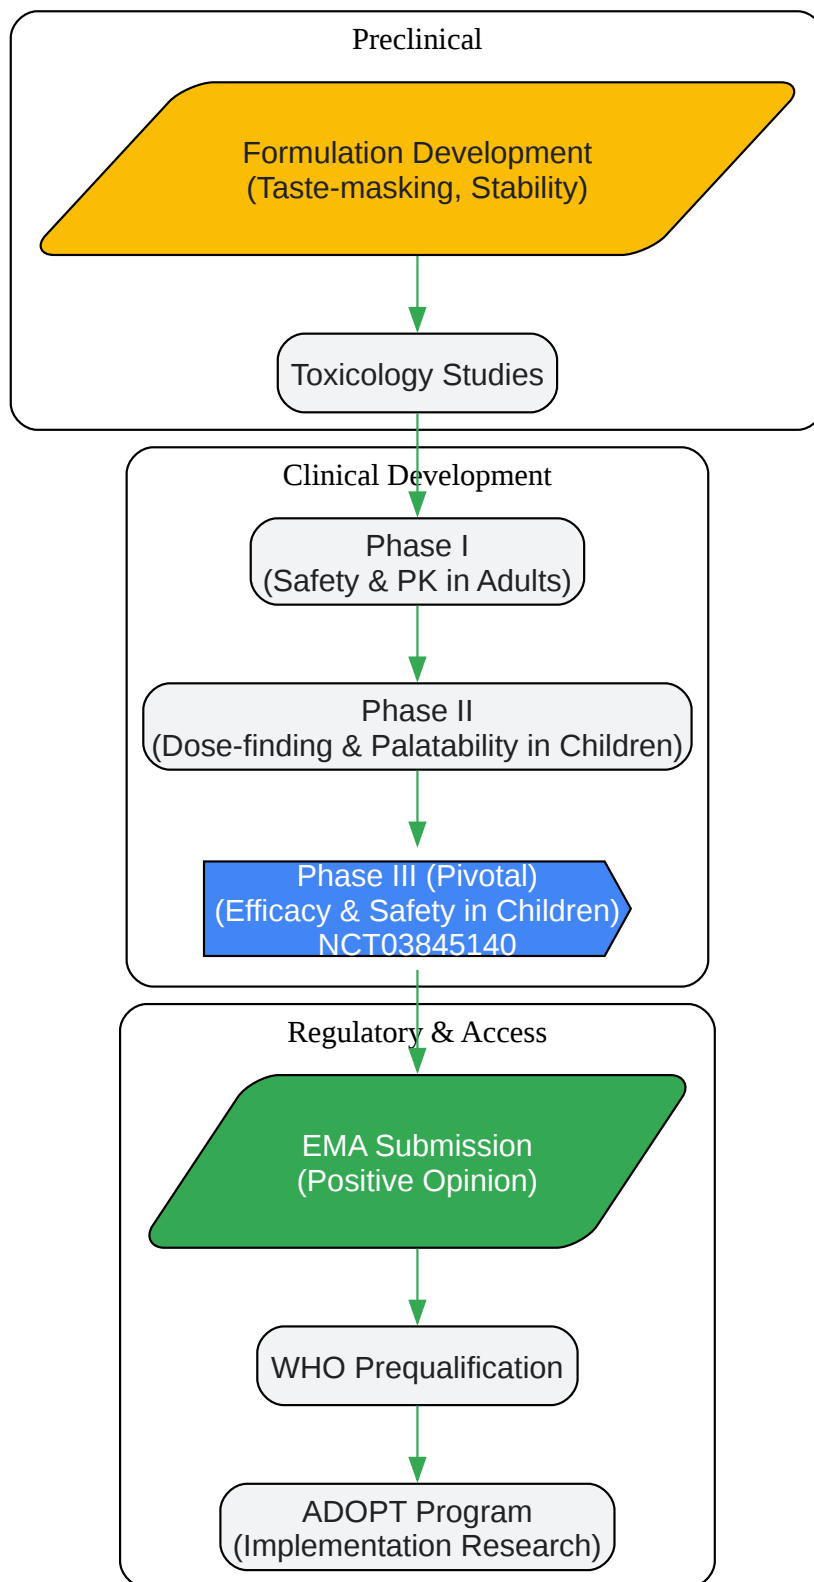 Preclinical
Formulation Development
(Taste-masking, Stability)
Toxicology Studies
Clinical Development
Phase I
(Safety & PK in Adults)
Phase II
(Dose-finding & Palatability in Children)
Phase III (Pivotal)
(Efficacy & Safety in Children)
NCT03845140
Regulatory & Access
EMA Submission
(Positive Opinion)
WHO Prequalification
ADOPT Program
(Implementation Research)